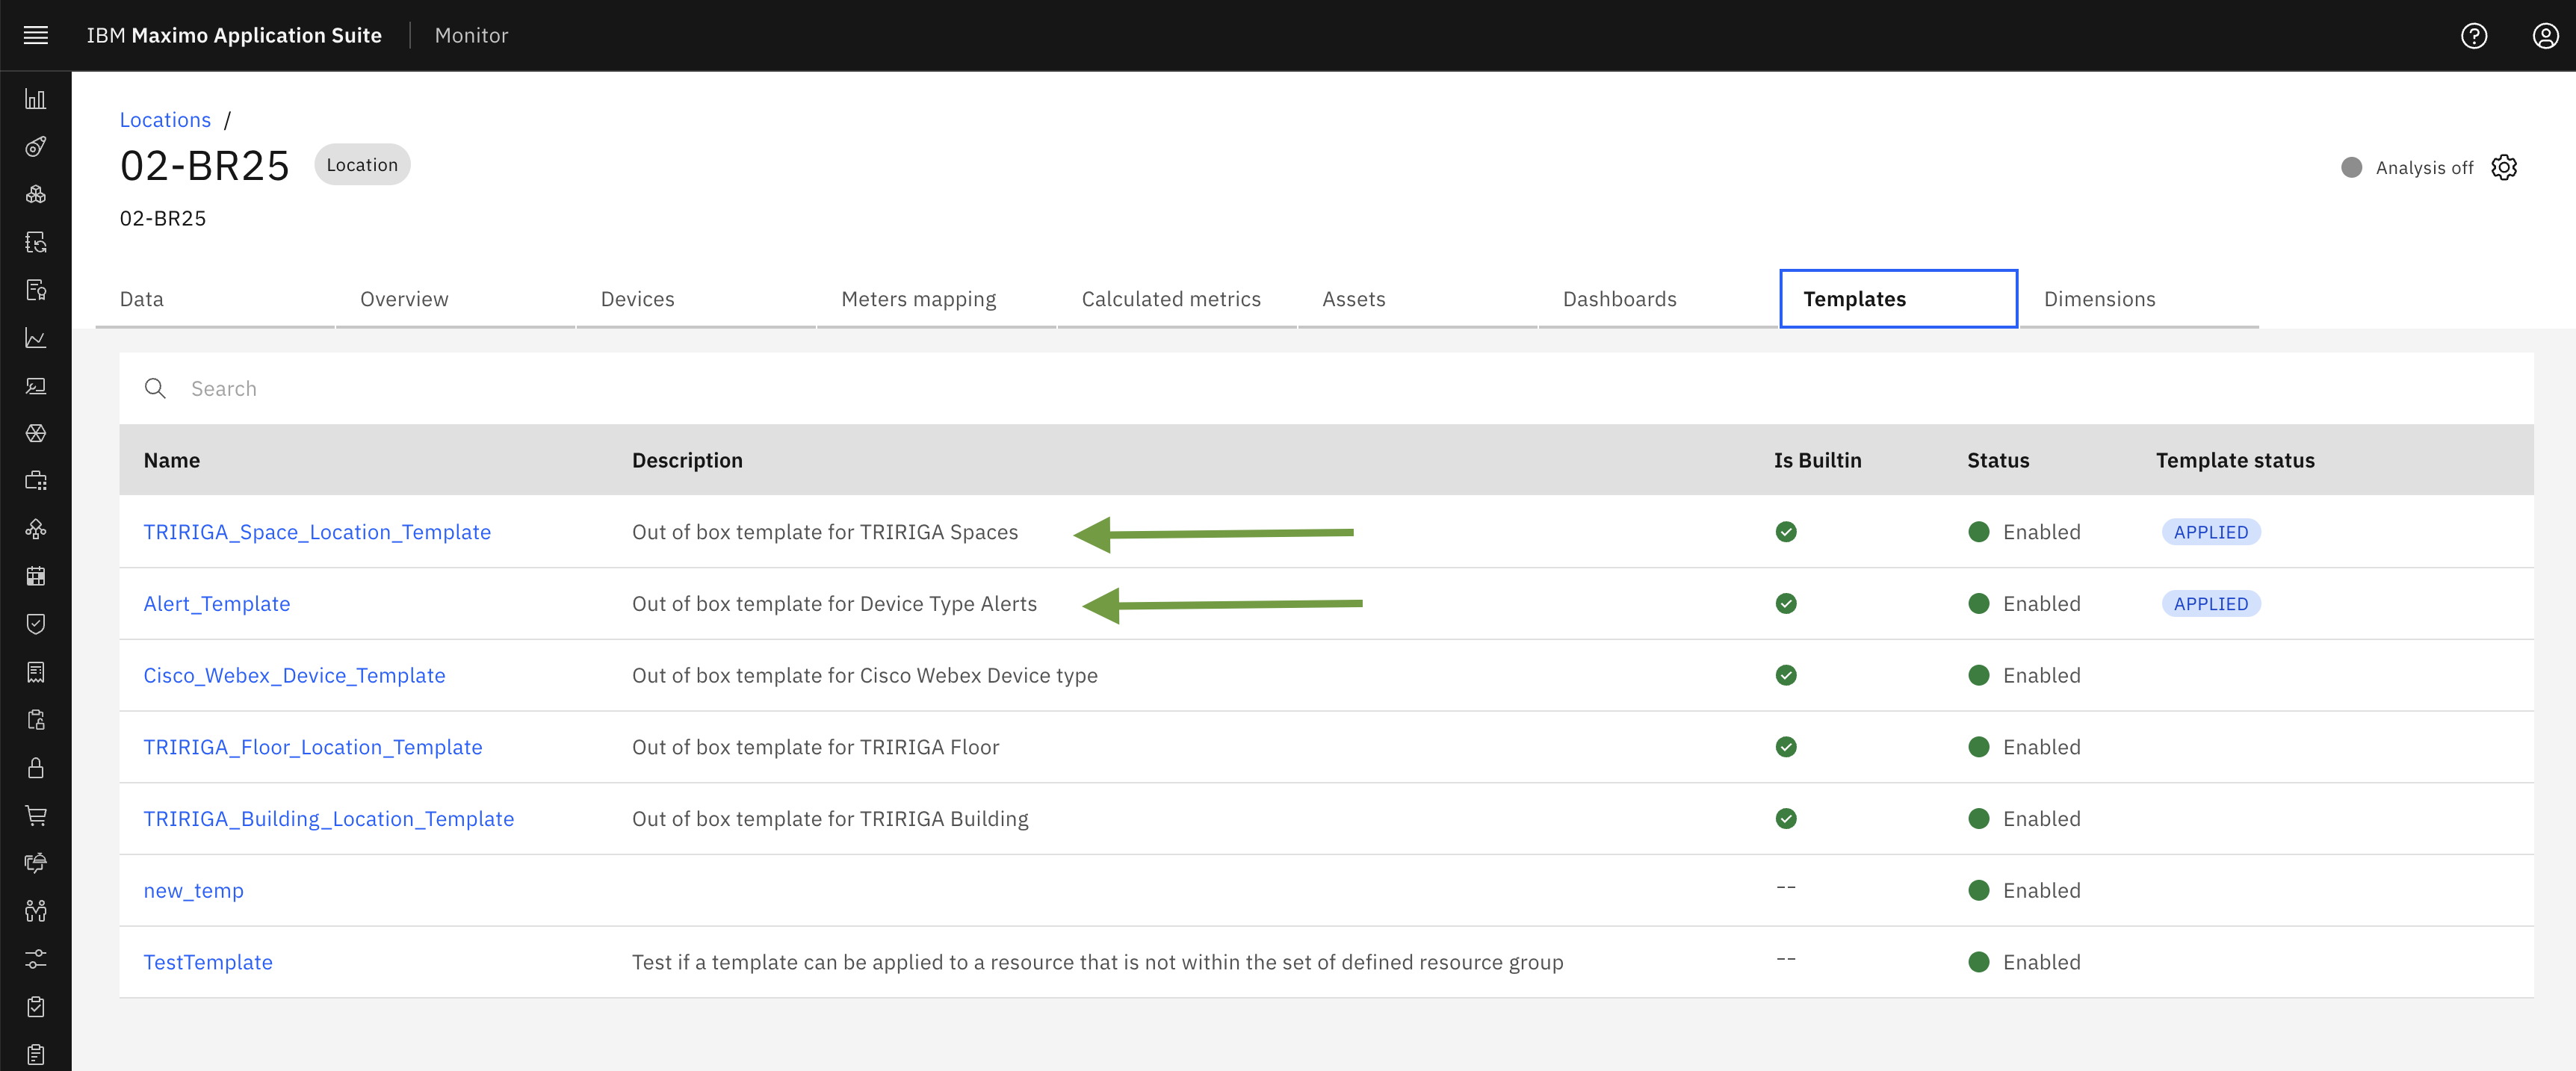 IBM Maximo Application Suite Monitor
Locations /
02-BR25 Location
Analysis off
02-BR25
Data Overview Devices Meters mapping Calculated metrics Assets Dashboards Templates Dimensions
Search
Name Description Is Builtin Status Template status
TRIRIGA_Space_Location_Template Out of box template for TRIRIGA Spaces Enabled APPLIED
Alert_Template Out of box template for Device Type Alerts Enabled APPLIED
Cisco_Webex_Device_Template Out of box template for Cisco Webex Device type Enabled
TRIRIGA_Floor_Location_Template Out of box template for TRIRIGA Floor Enabled
TRIRIGA_Building_Location_Template Out of box template for TRIRIGA Building Enabled
new_temp -- Enabled
TestTemplate Test if a template can be applied to a resource that is not within the set of defined resource group -- Enabled